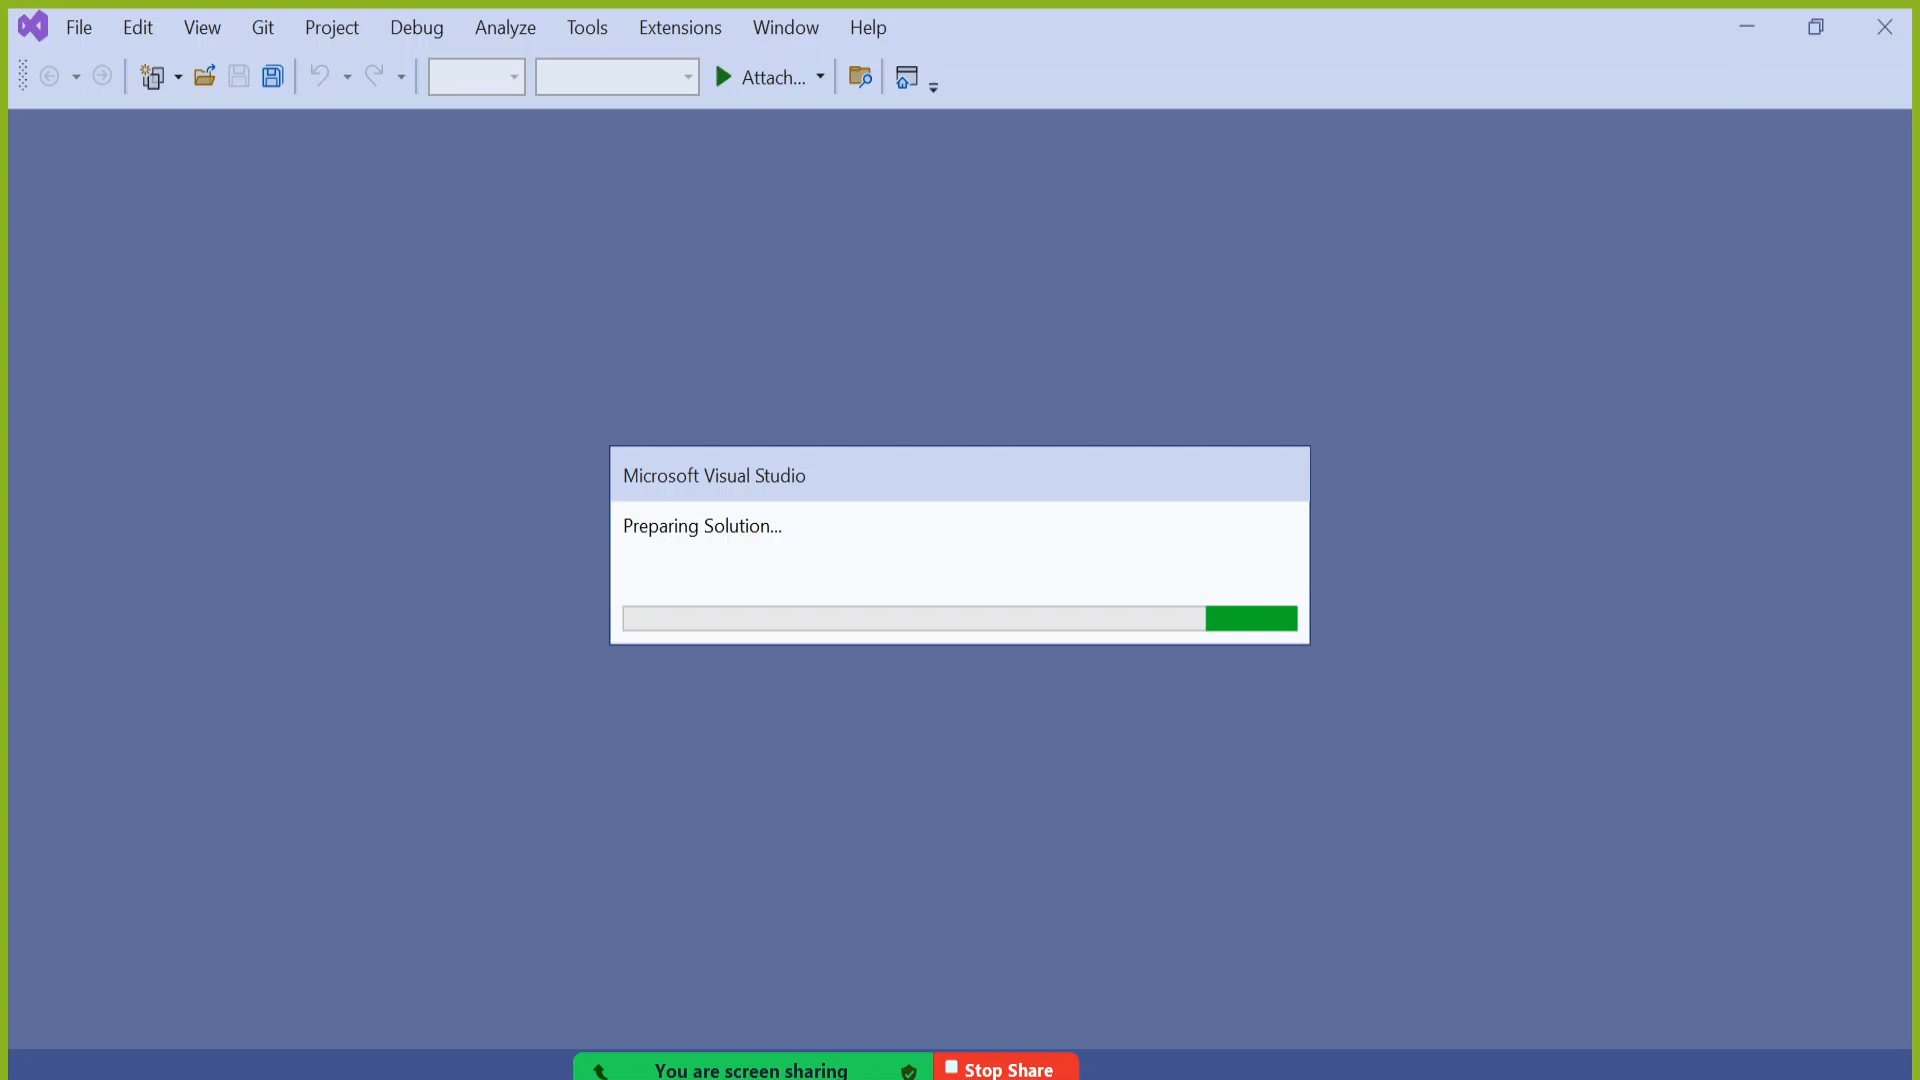 File Edit View Git Project Debug Analyze Tools Extensions Window Help
Attach...
Microsoft Visual Studio
Preparing Solution...
You are screen sharing Stop Share